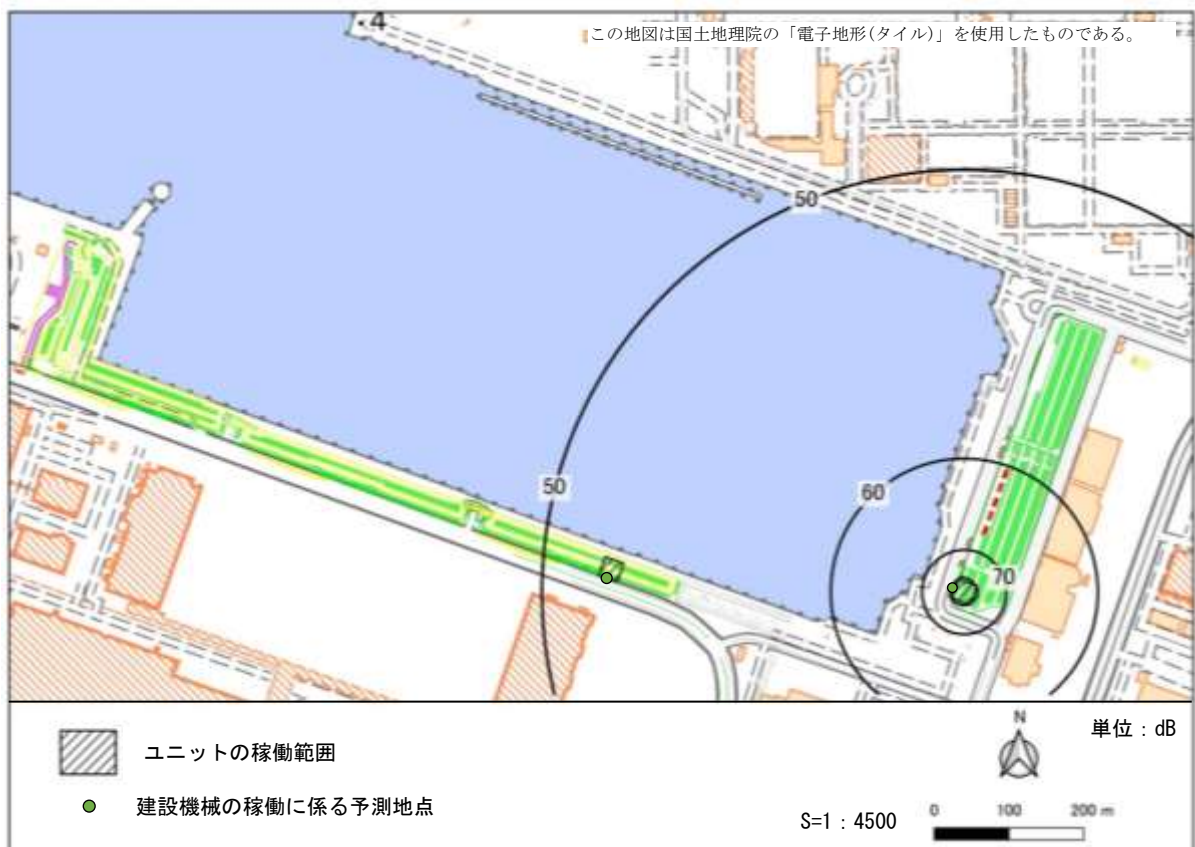 4
この地図は国土地理院の「電子地形(タイル)」を使用したものである。
50
50
60
70
ユニットの稼働範囲
建設機械の稼働に係る予測地点
N
単位：dB
S=1：4500
0 100 200 m